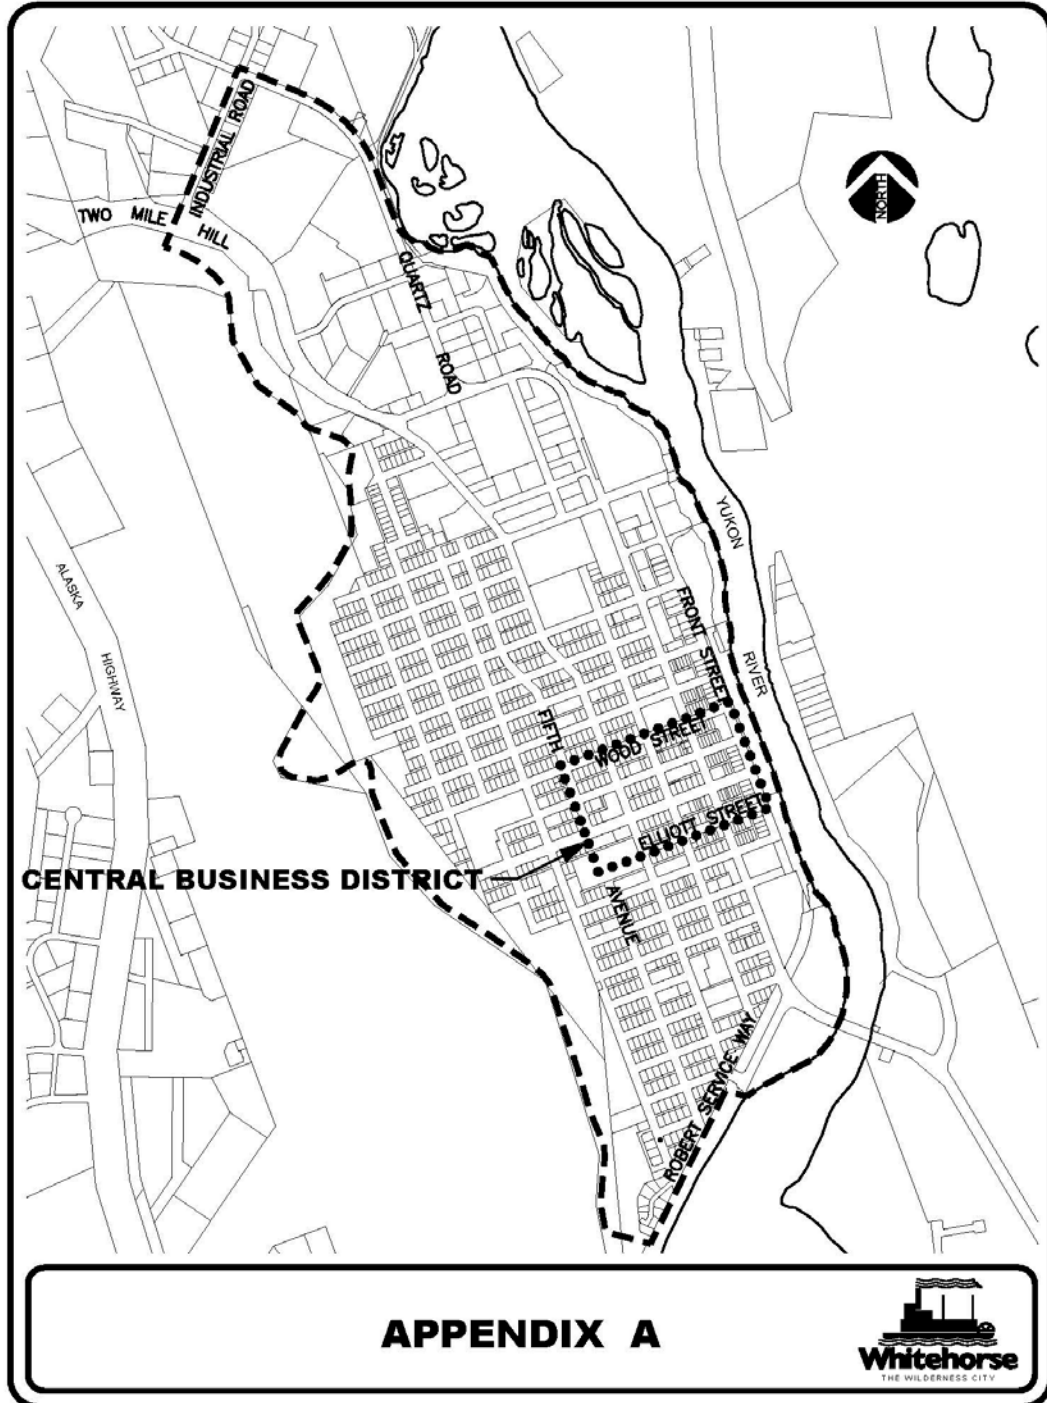 INDUSTRIAL ROAD
NORTH
TWO MILE HILL
QUARTZ ROAD
YUKON RIVER
ALASKA HIGHWAY
FRONT STREET
FIFTH AVENUE
WOOD STREET
ELLIOTT STREET
CENTRAL BUSINESS DISTRICT
ROBERT SERVICE WAY
APPENDIX A
Whitehorse
THE WILDERNESS CITY